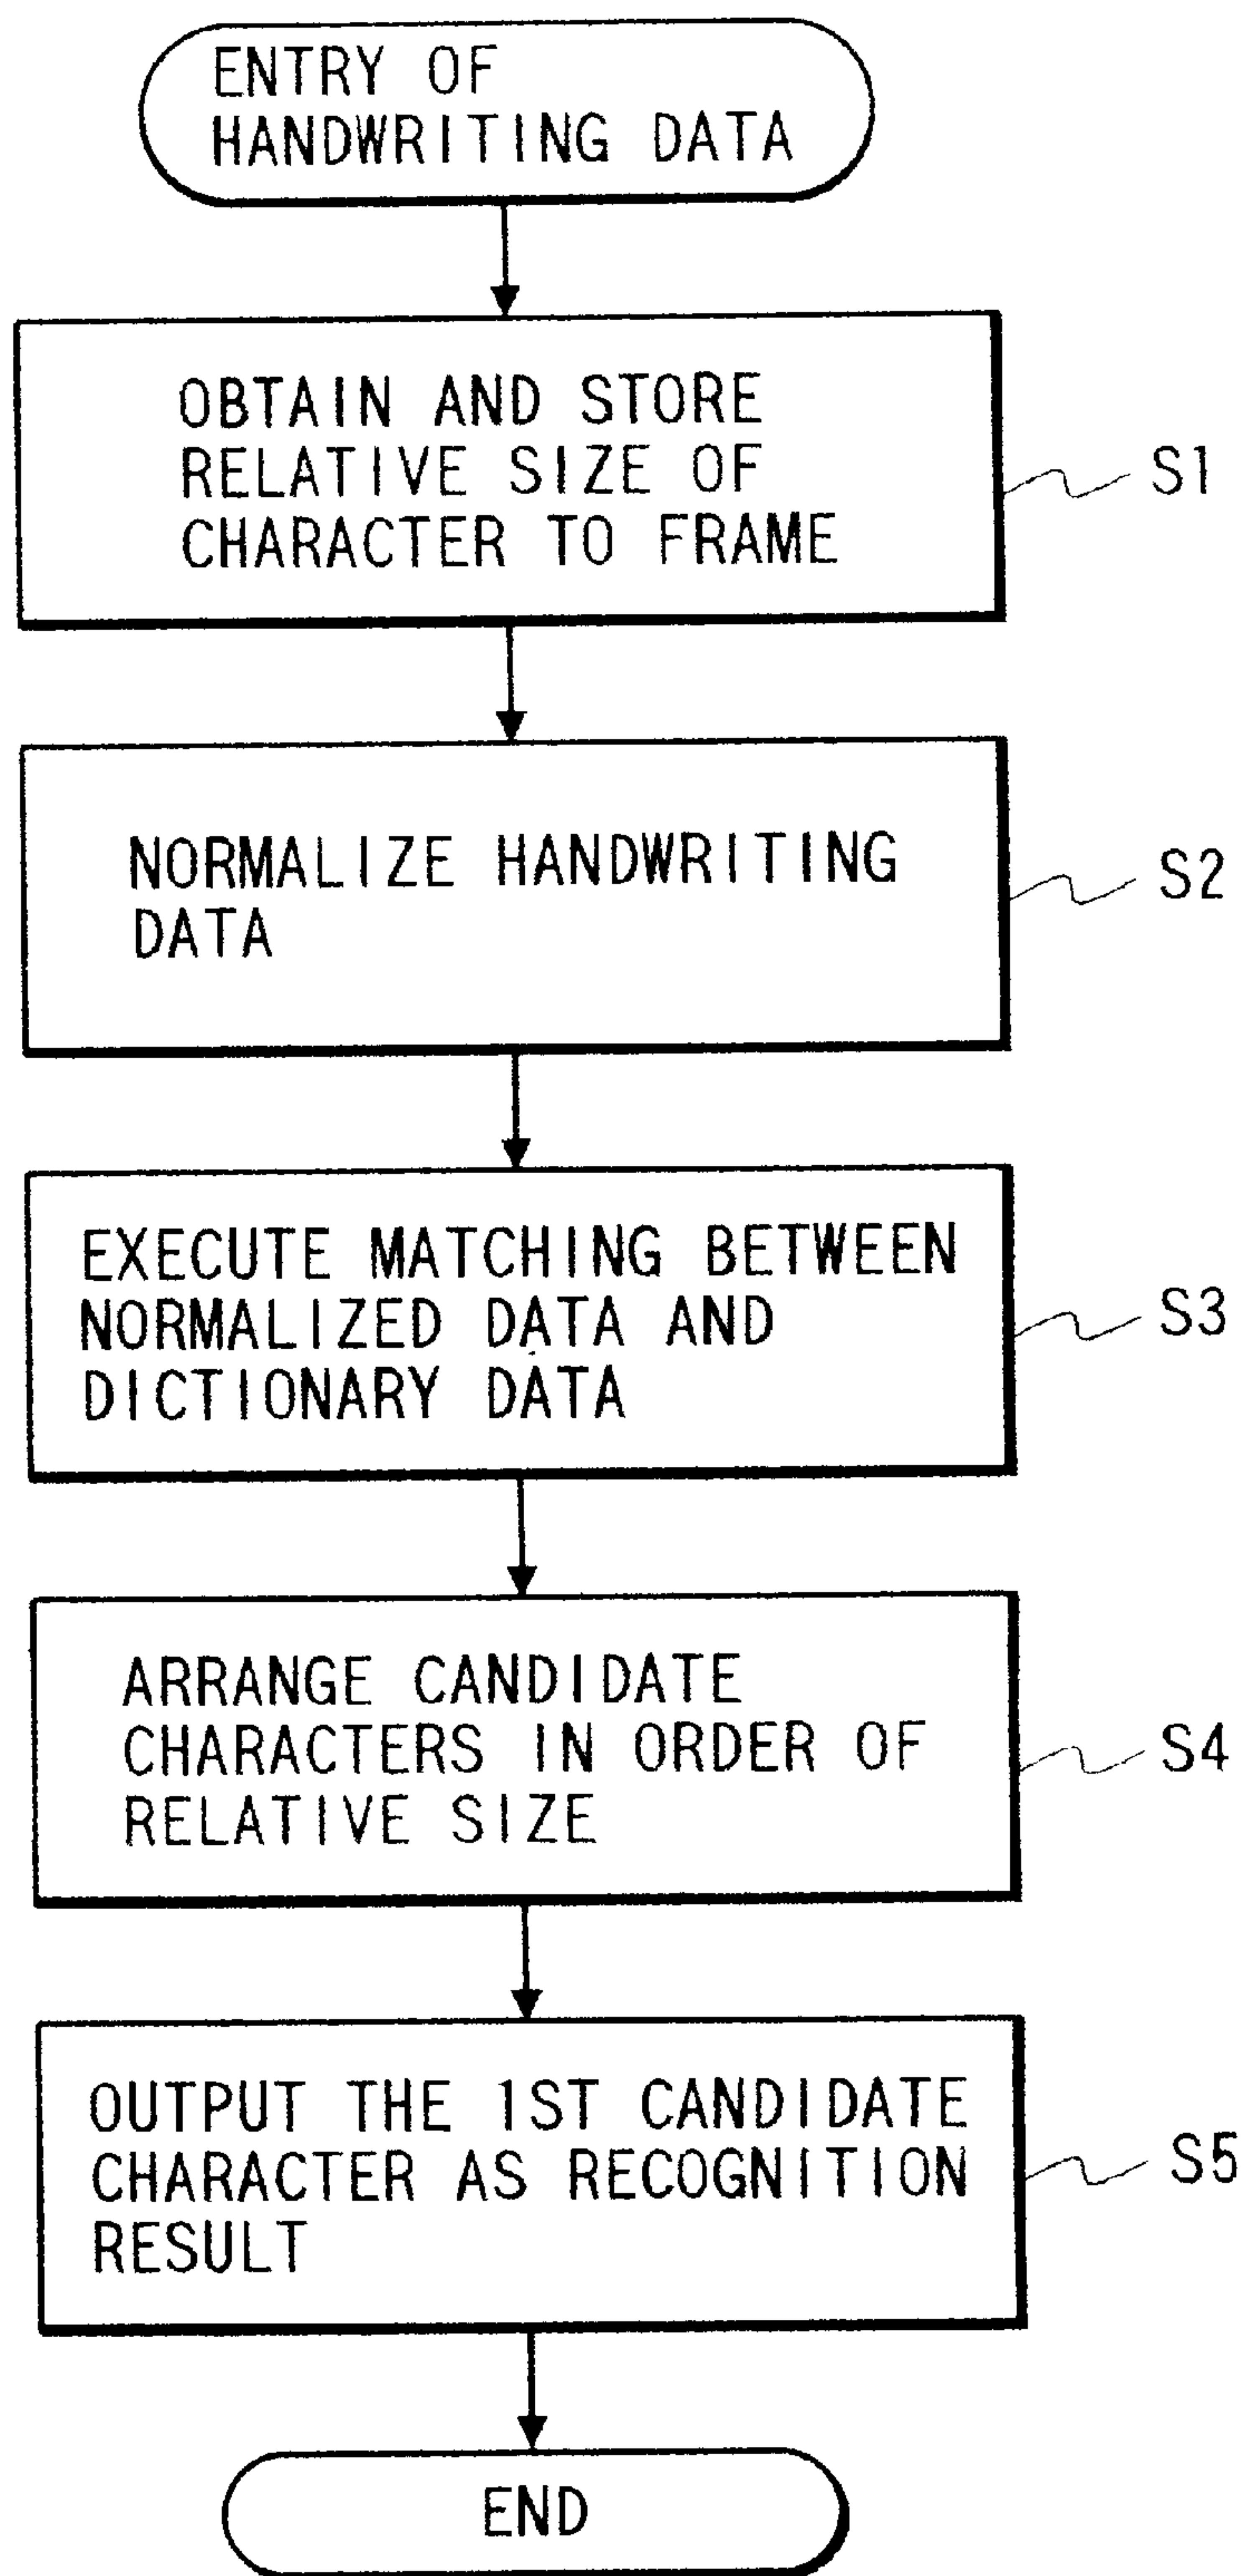 ENTRY OF
HANDWRITING DATA
OBTAIN AND STORE
RELATIVE SIZE OF
CHARACTER TO FRAME
S1
NORMALIZE HANDWRITING
DATA
S2
EXECUTE MATCHING BETWEEN
NORMALIZED DATA AND
DICTIONARY DATA
S3
ARRANGE CANDIDATE
CHARACTERS IN ORDER OF
RELATIVE SIZE
S4
OUTPUT THE 1ST CANDIDATE
CHARACTER AS RECOGNITION
RESULT
S5
END